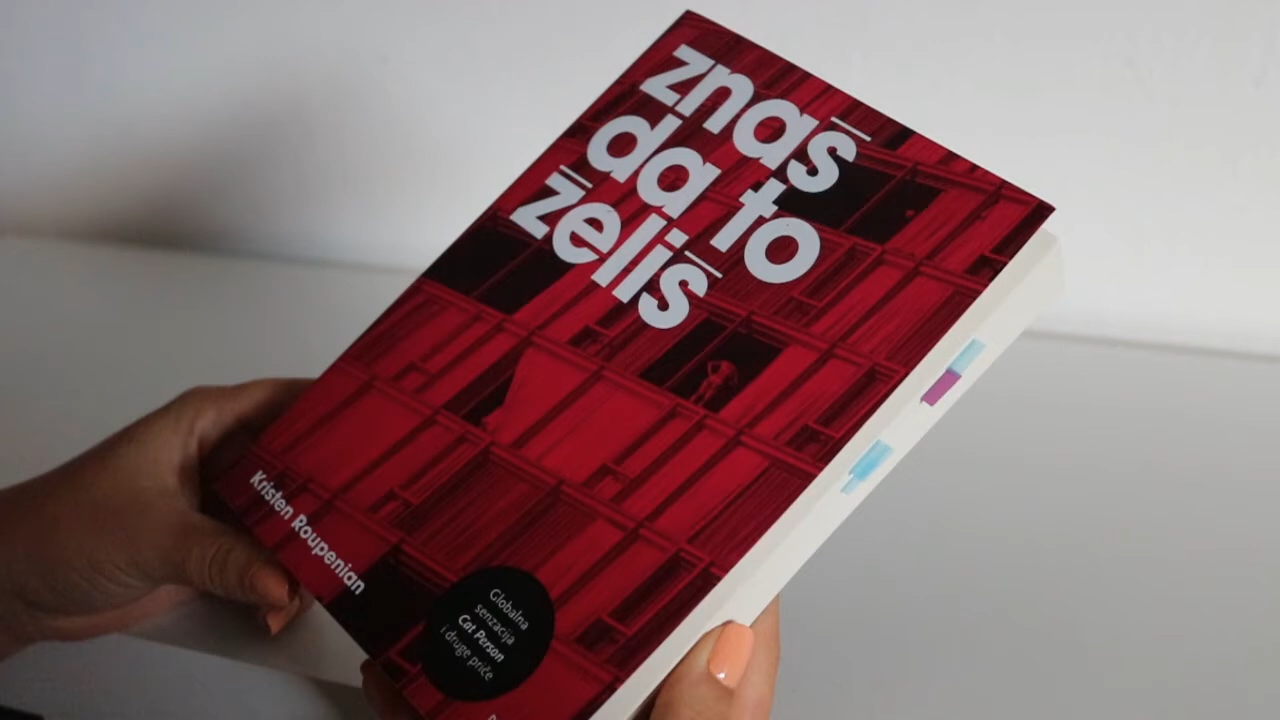 znaš
da to
želiš
Kristen Roupenian
Globalna
senzacija
Cat Person
i druge priče